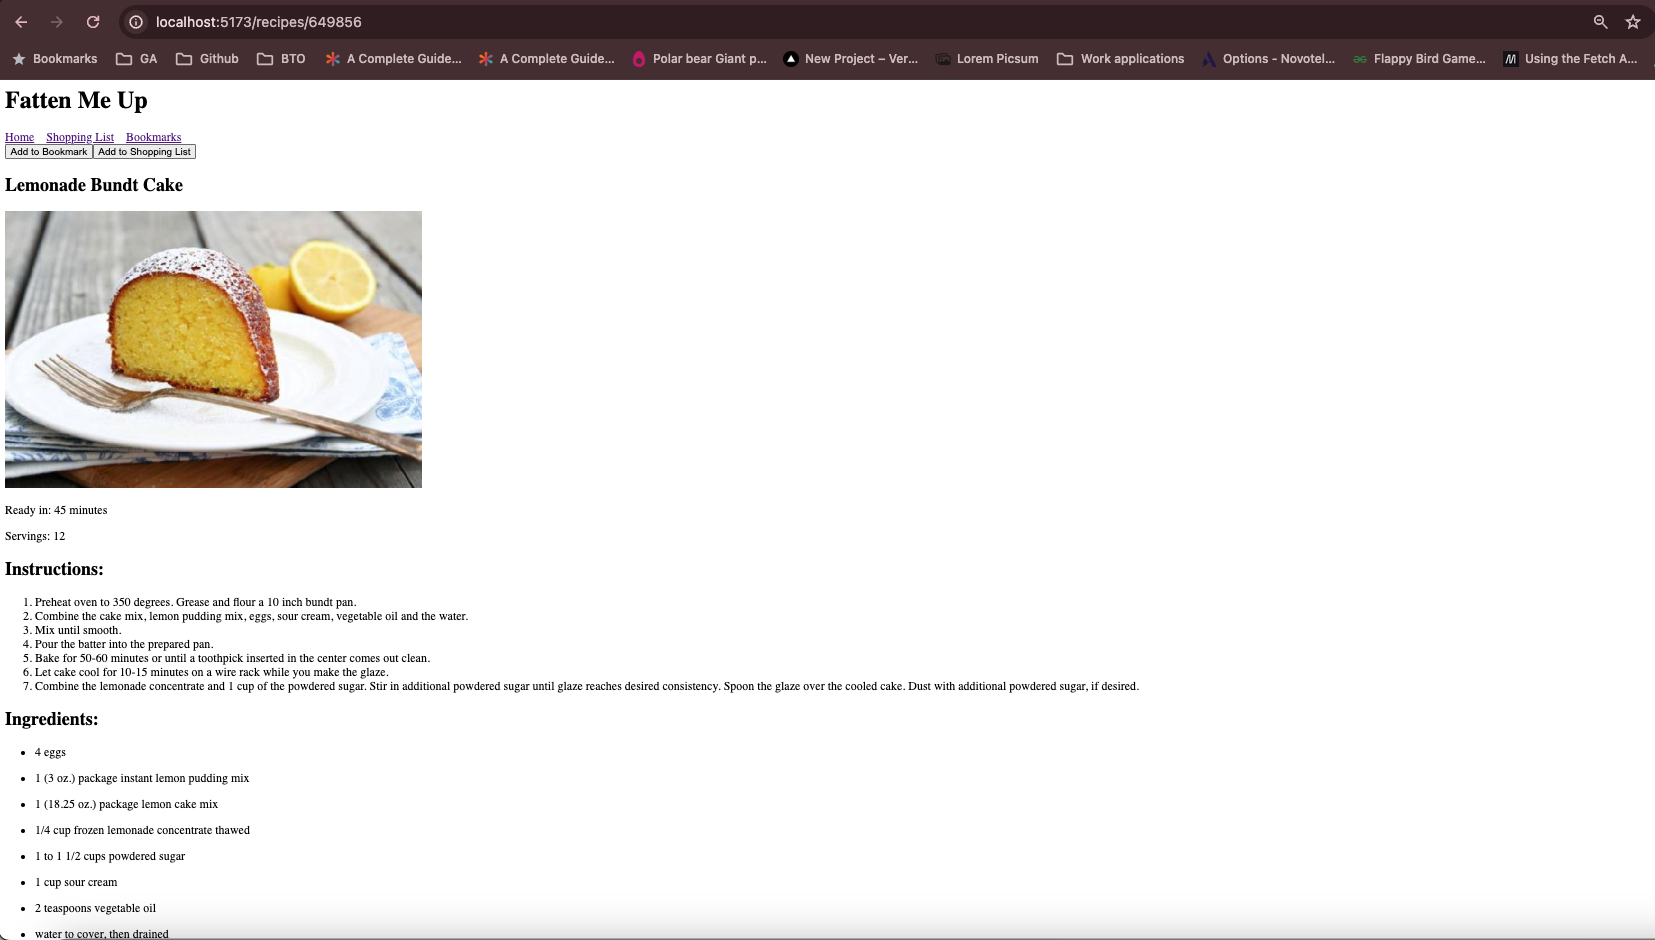 localhost:5173/recipes/649856
Bookmarks GA Github BTO A Complete Guide... A Complete Guide... Polar bear Giant p... New Project – Ver... Lorem Picsum Work applications Options - Novotel... Flappy Bird Game... Using the Fetch A...
Fatten Me Up
Home Shopping List Bookmarks
Add to Bookmark Add to Shopping List
Lemonade Bundt Cake
Ready in: 45 minutes
Servings: 12
Instructions:
1. Preheat oven to 350 degrees. Grease and flour a 10 inch bundt pan.
2. Combine the cake mix, lemon pudding mix, eggs, sour cream, vegetable oil and the water.
3. Mix until smooth.
4. Pour the batter into the prepared pan.
5. Bake for 50-60 minutes or until a toothpick inserted in the center comes out clean.
6. Let cake cool for 10-15 minutes on a wire rack while you make the glaze.
7. Combine the lemonade concentrate and 1 cup of the powdered sugar. Stir in additional powdered sugar until glaze reaches desired consistency. Spoon the glaze over the cooled cake. Dust with additional powdered sugar, if desired.
Ingredients:
• 4 eggs
• 1 (3 oz.) package instant lemon pudding mix
• 1 (18.25 oz.) package lemon cake mix
• 1/4 cup frozen lemonade concentrate thawed
• 1 to 1 1/2 cups powdered sugar
• 1 cup sour cream
• 2 teaspoons vegetable oil
• water to cover, then drained